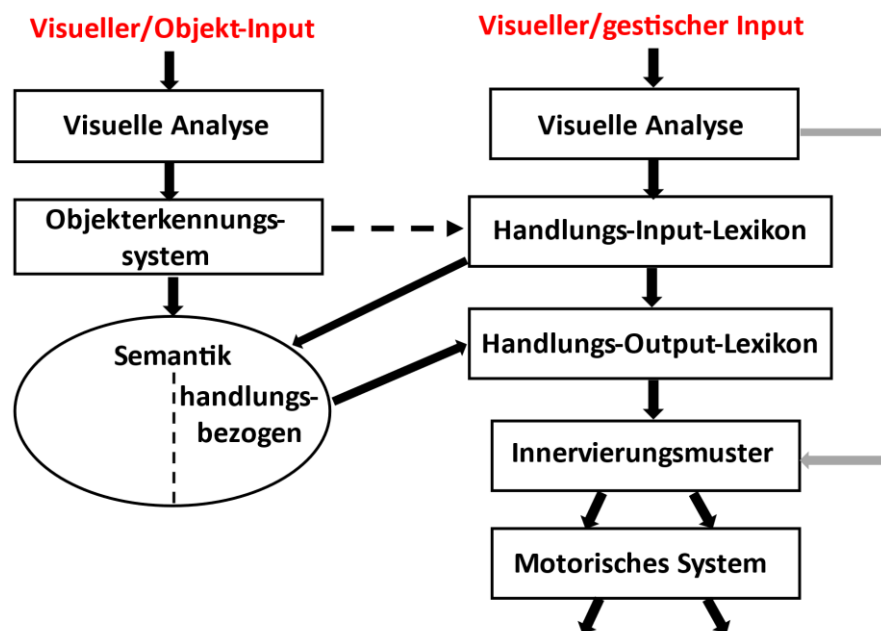 Visueller/Objekt-Input
Visueller/gestischer Input
Visuelle Analyse
Visuelle Analyse
Objekterkennungs-
system
Handlungs-Input-Lexikon
Semantik
handlungs-
bezogen
Handlungs-Output-Lexikon
Innervierungsmuster
Motorisches System